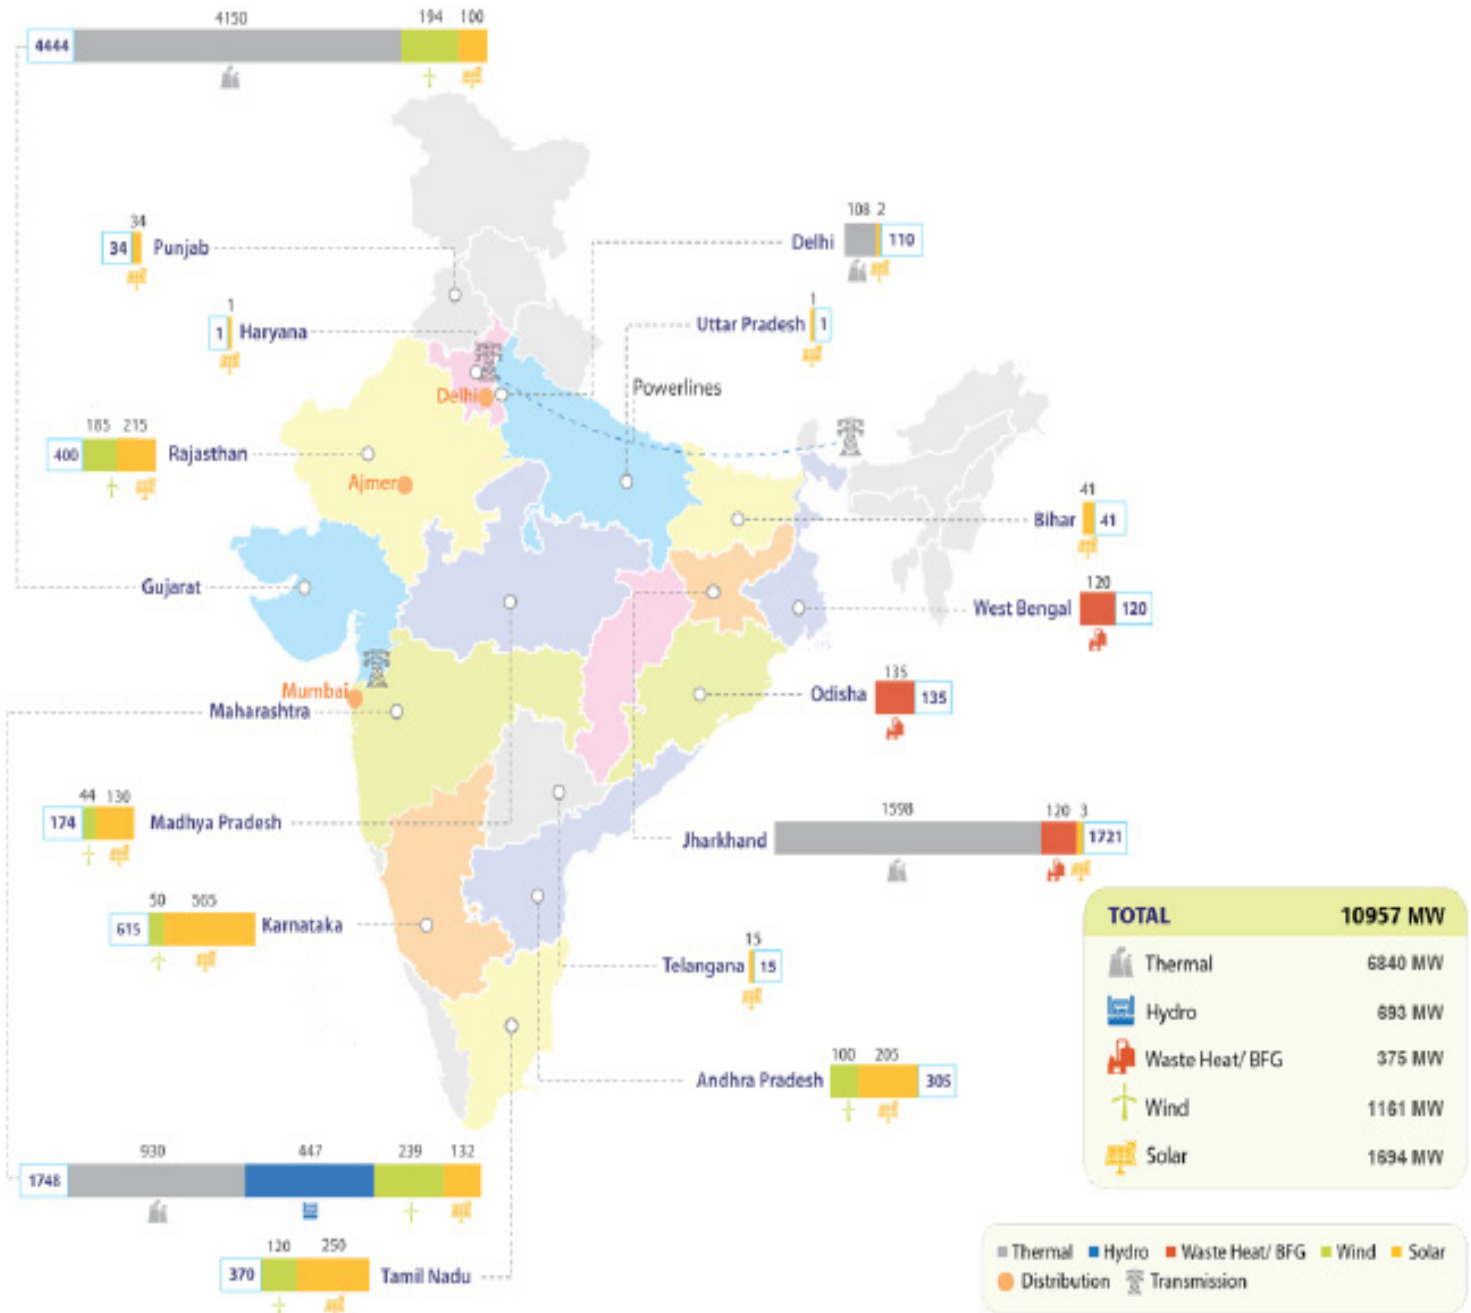 4150 194 100
4444
34
34 Punjab
1
1 Haryana
108 2
Delhi 110
1
Uttar Pradesh 1
Powerlines
Delhi
185 215
400 Rajasthan
Ajmer
41
Bihar 41
Gujarat
120
West Bengal 120
135
Odisha 135
Mumbai
Maharashtra
44 130
174 Madhya Pradesh
1598 120 3
Jharkhand 1721
50 565
615 Karnataka
15
Telangana 15
100 205
Andhra Pradesh 305
930 447 239 132
1748
120 250
370 Tamil Nadu
TOTAL 10957 MW
Thermal 6840 MW
Hydro 693 MW
Waste Heat/ BFG 375 MW
Wind 1161 MW
Solar 1694 MW
Thermal Hydro Waste Heat/ BFG Wind Solar
Distribution Transmission